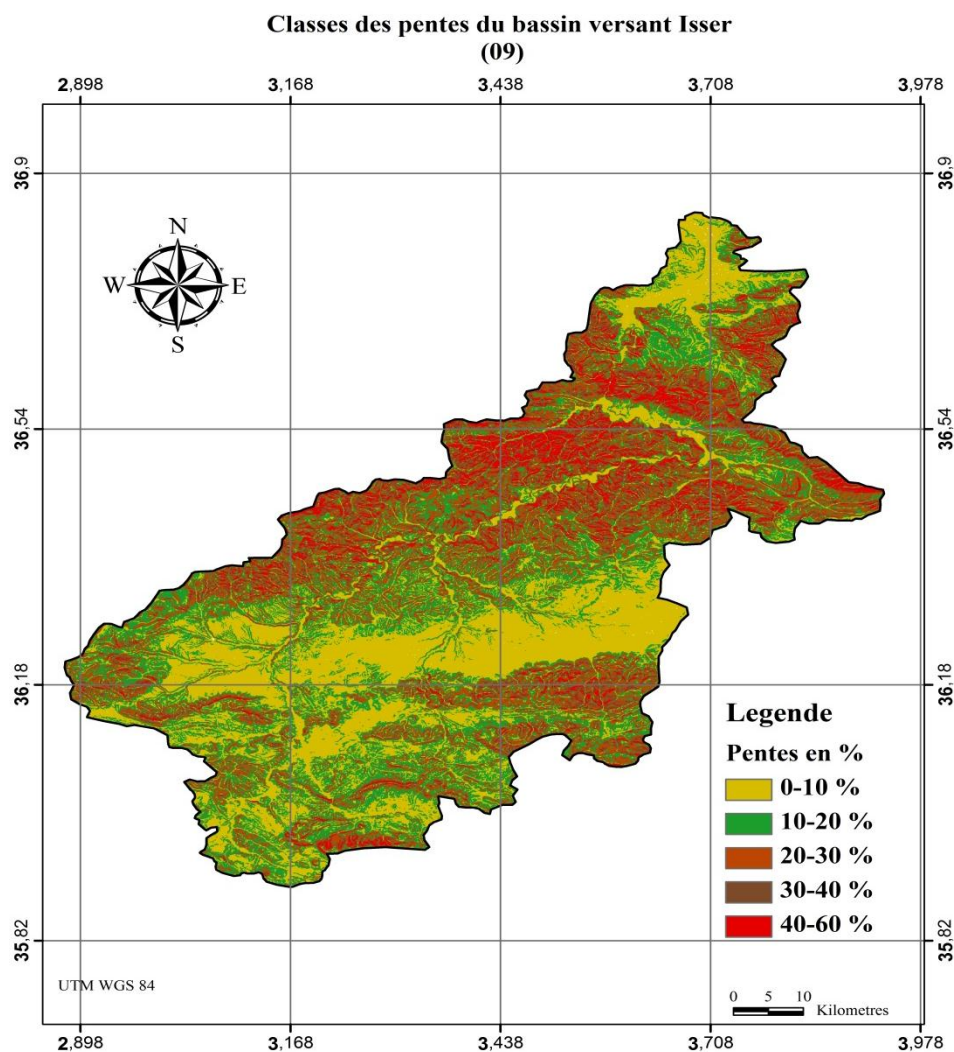 Classes des pentes du bassin versant Isser
(09)
2,898 3,168 3,438 3,708 3,978
36,9 36,9
N
W E
S
36,54 36,54
36,18 36,18
Legende
Pentes en %
0-10 %
10-20 %
20-30 %
30-40 %
40-60 %
35,82 35,82
UTM WGS 84
0 5 10
Kilometres
2,898 3,168 3,438 3,708 3,978